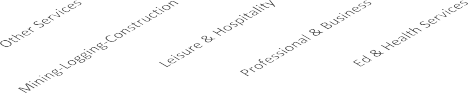 Other Services
Mining-Logging-Construction
Leisure & Hospitality
Professional & Business
Ed & Health Services